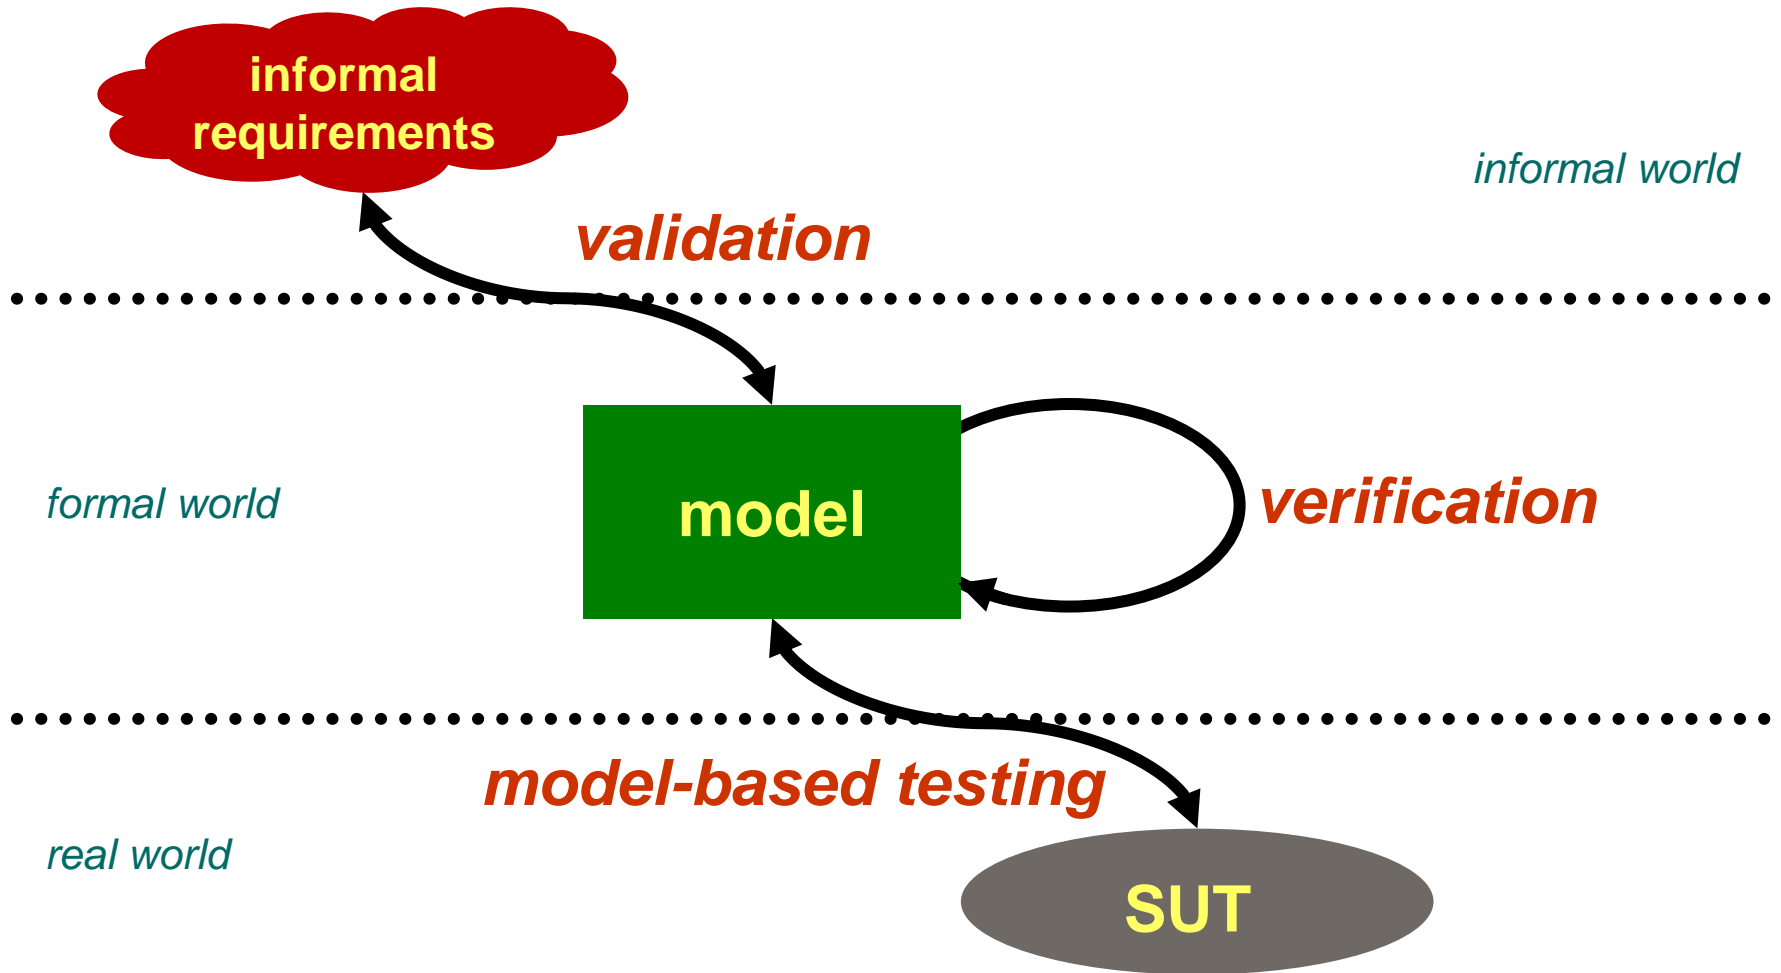 informal
requirements
informal world
validation
formal world
model
verification
model-based testing
real world
SUT